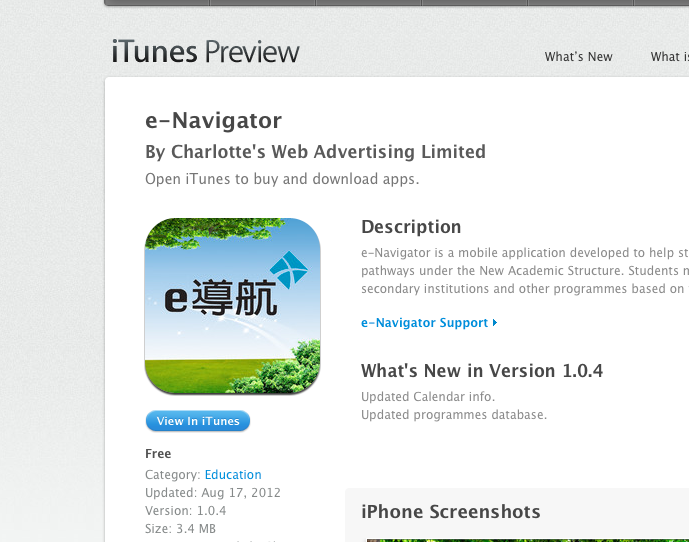 iTunes Preview
What's New
What is
e-Navigator
By Charlotte's Web Advertising Limited
Open iTunes to buy and download apps.
e導航
View In iTunes
Free
Category: Education
Updated: Aug 17, 2012
Version: 1.0.4
Size: 3.4 MB
Description
e-Navigator is a mobile application developed to help st
pathways under the New Academic Structure. Students
secondary institutions and other programmes based on
e-Navigator Support
What's New in Version 1.0.4
Updated Calendar info.
Updated programmes database.
iPhone Screenshots